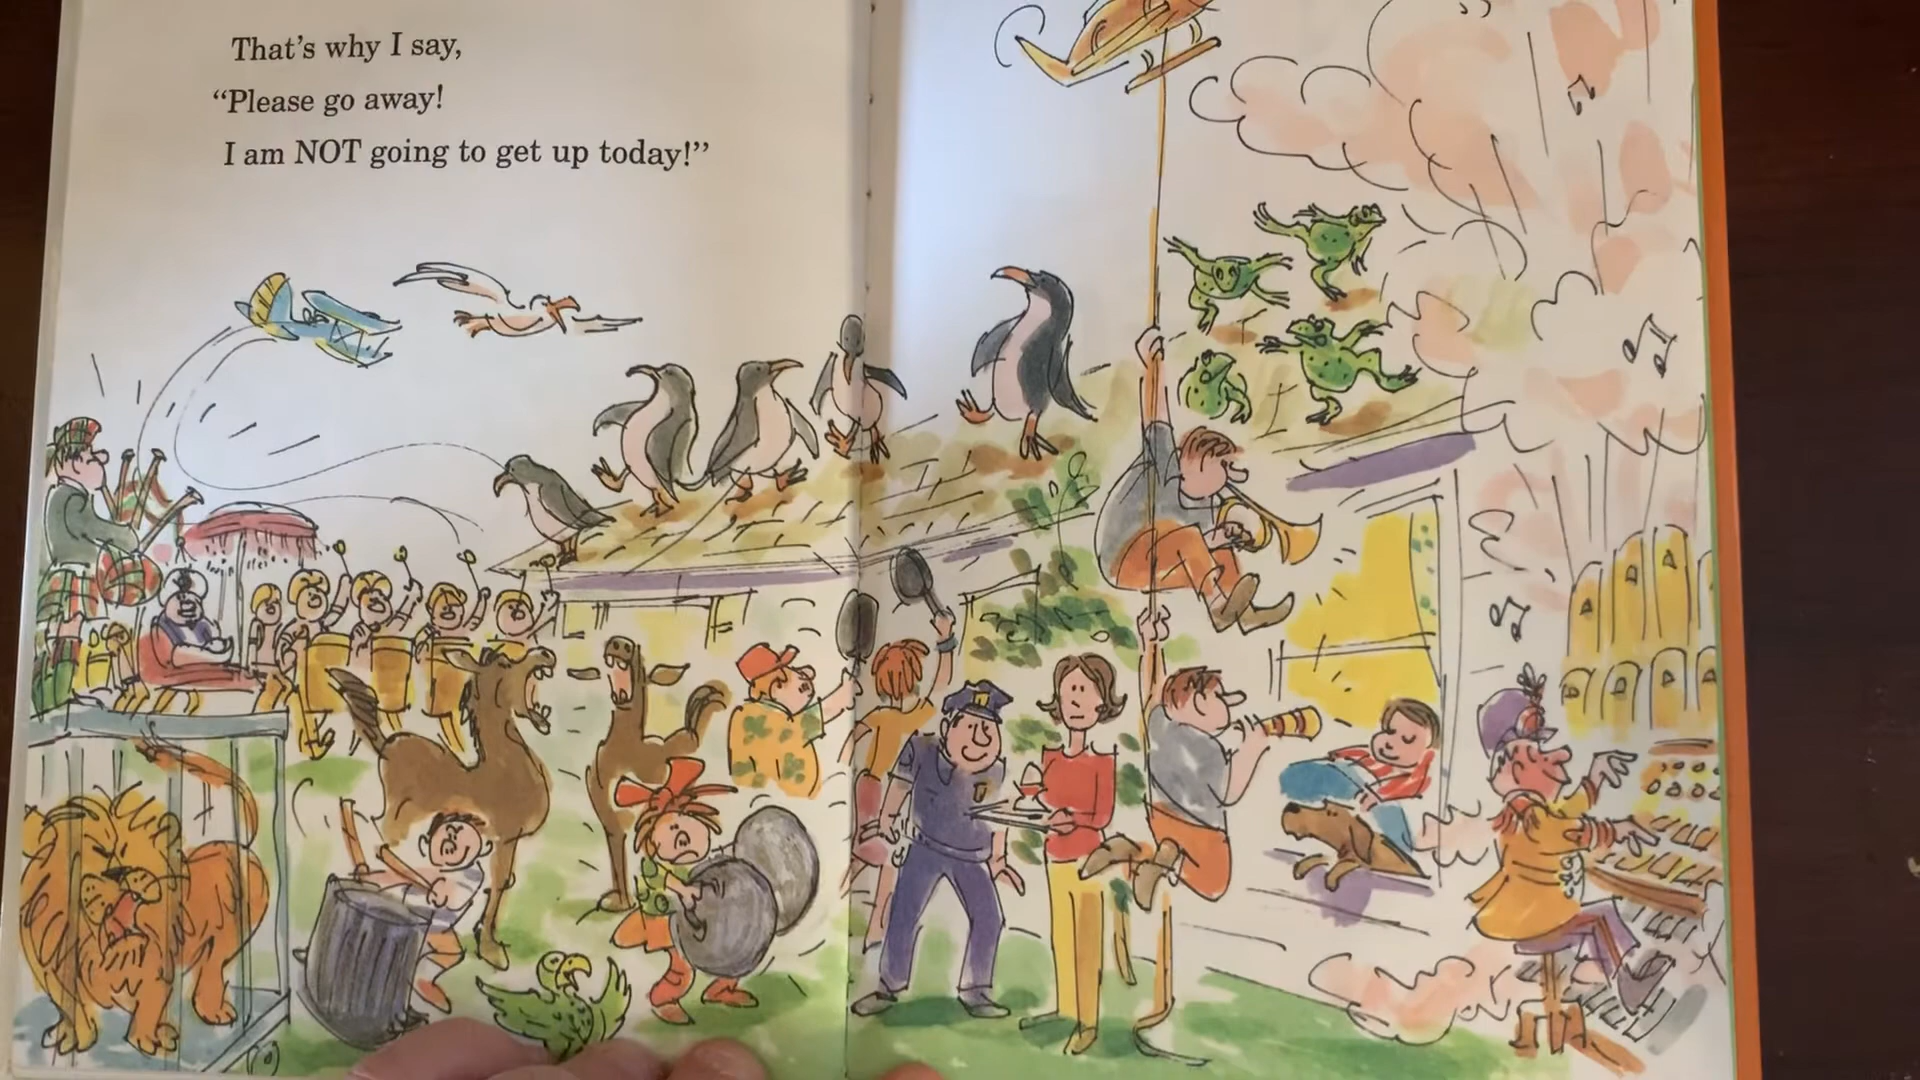 That's why I say,
“Please go away!
I am NOT going to get up today!”